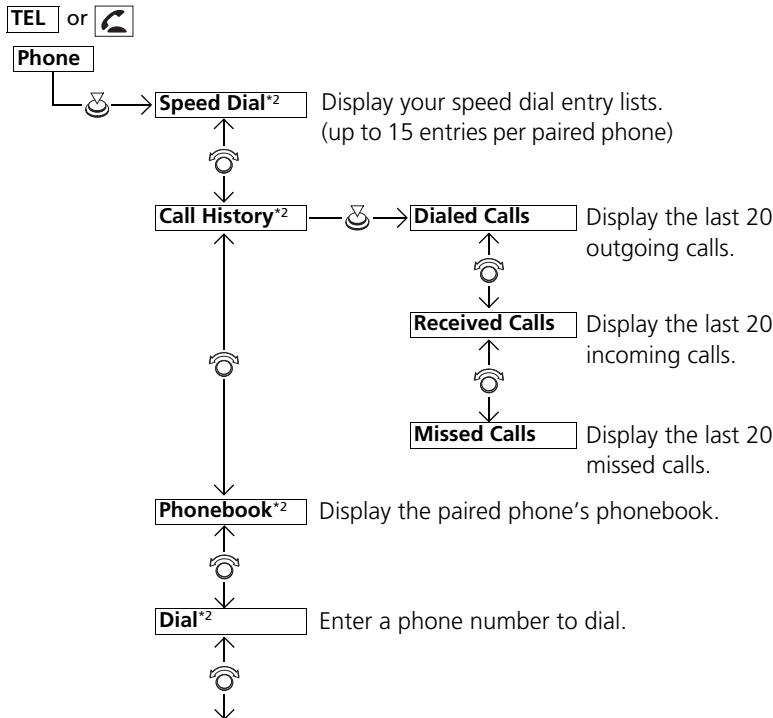 TEL or
Phone
Speed Dial*2 Display your speed dial entry lists.
(up to 15 entries per paired phone)
Call History*2 Dialed Calls Display the last 20
outgoing calls.
Received Calls Display the last 20
incoming calls.
Missed Calls Display the last 20
missed calls.
Phonebook*2 Display the paired phone’s phonebook.
Dial*2 Enter a phone number to dial.